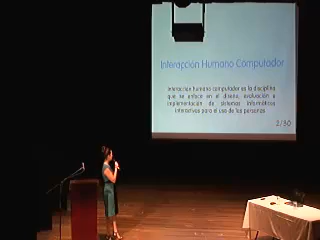 Interacción Humano Computador
Interacción humano computador es la disciplina
que se enfoca en el diseño, evaluación e
implementación de sistemas informáticos
interactivos para el uso de las personas.
2/30